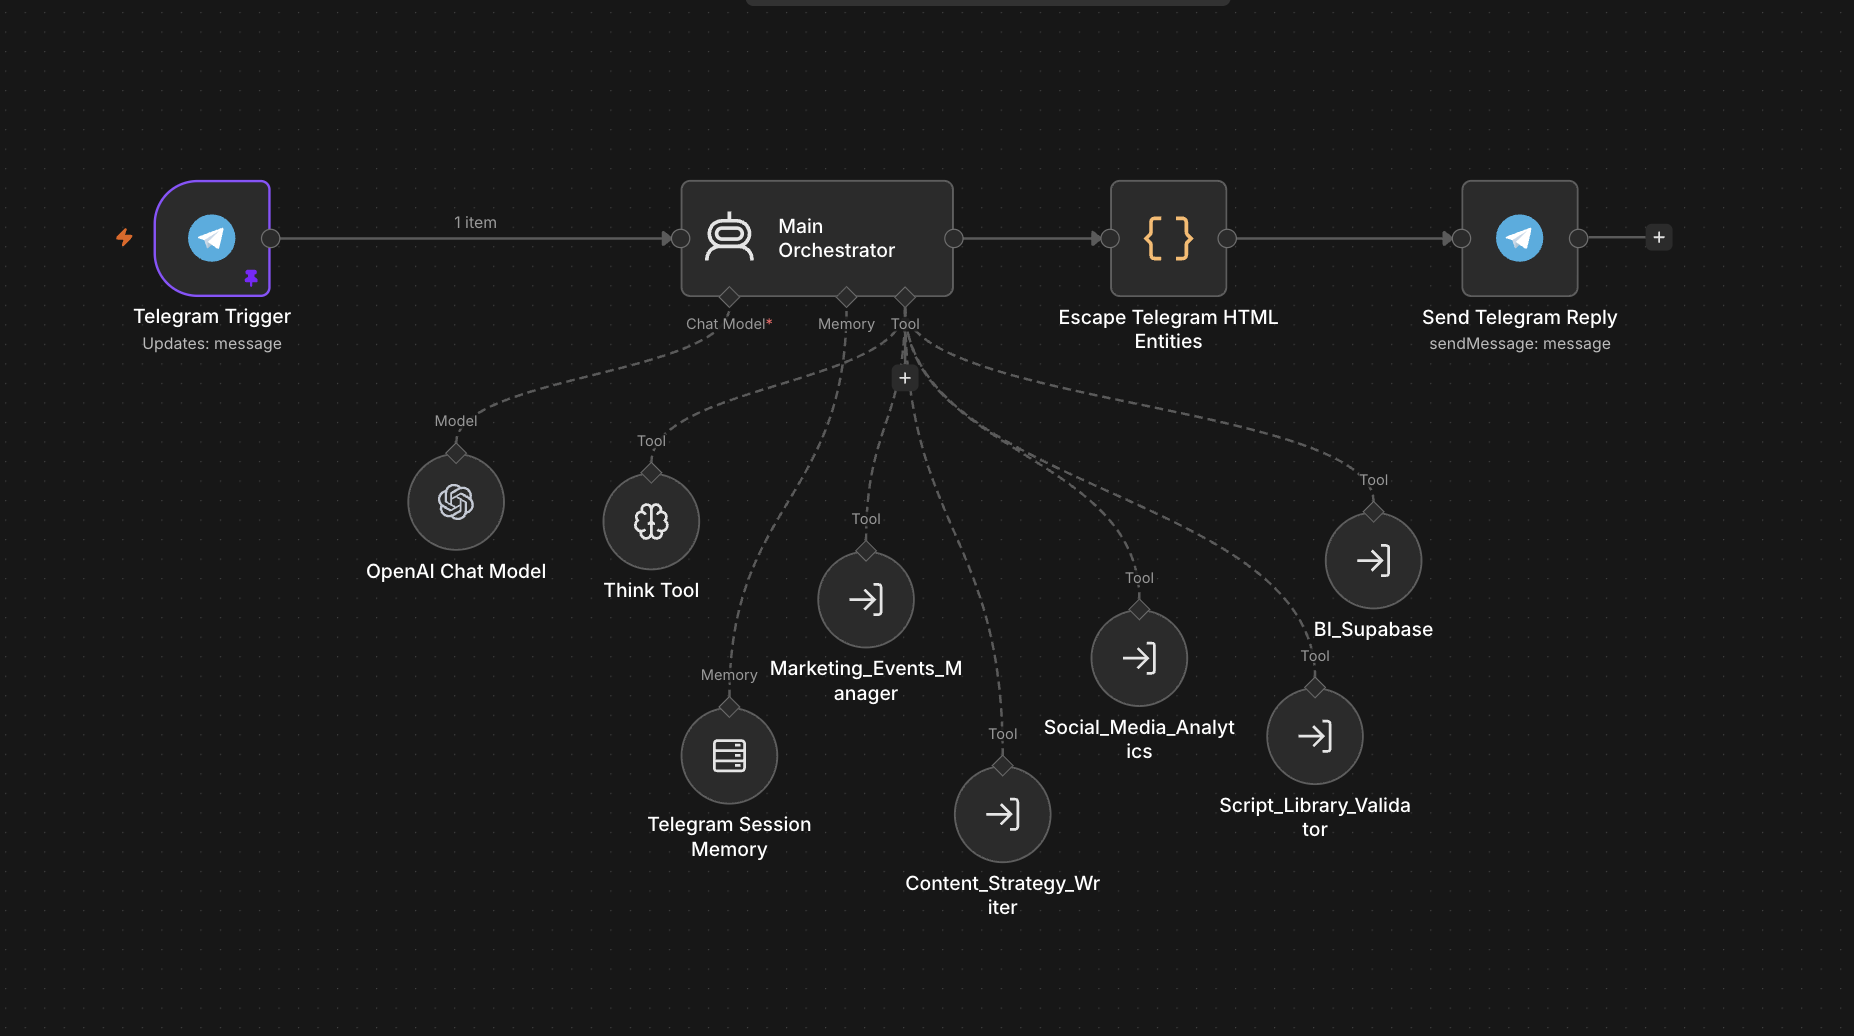 1 item
Main
Orchestrator
Telegram Trigger
Updates: message
Chat Model*
Memory
Tool
Escape Telegram HTML
Entities
Send Telegram Reply
sendMessage: message
Model
OpenAI Chat Model
Tool
Think Tool
Tool
Marketing_Events_M
anager
Memory
Telegram Session
Memory
Tool
Content_Strategy_Wr
iter
Tool
Social_Media_Analyt
ics
Tool
Script_Library_Valida
tor
Tool
BI_Supabase